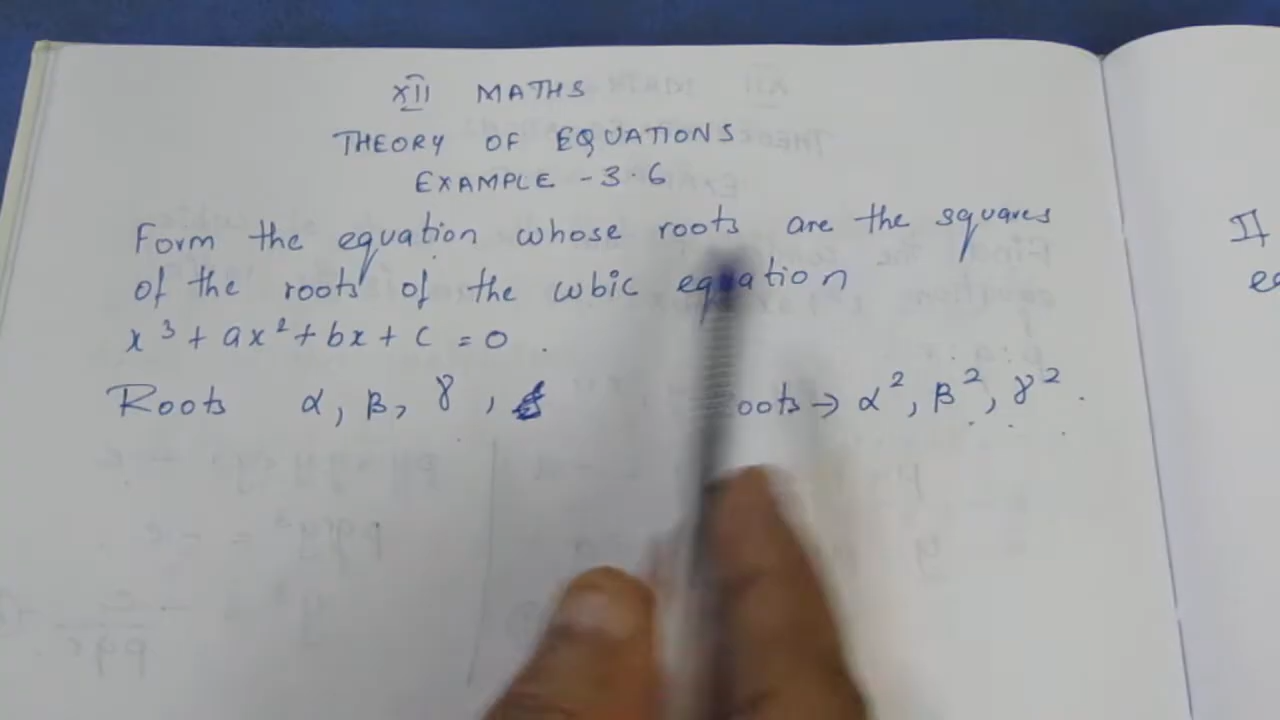 XII MATHS
THEORY OF EQUATIONS
EXAMPLE - 3.6
Form the equation whose roots are the squares
of the roots of the cubic equation
x³ + ax² + bx + c = 0.
Roots α, β, γ, oots → α², β², γ².
II